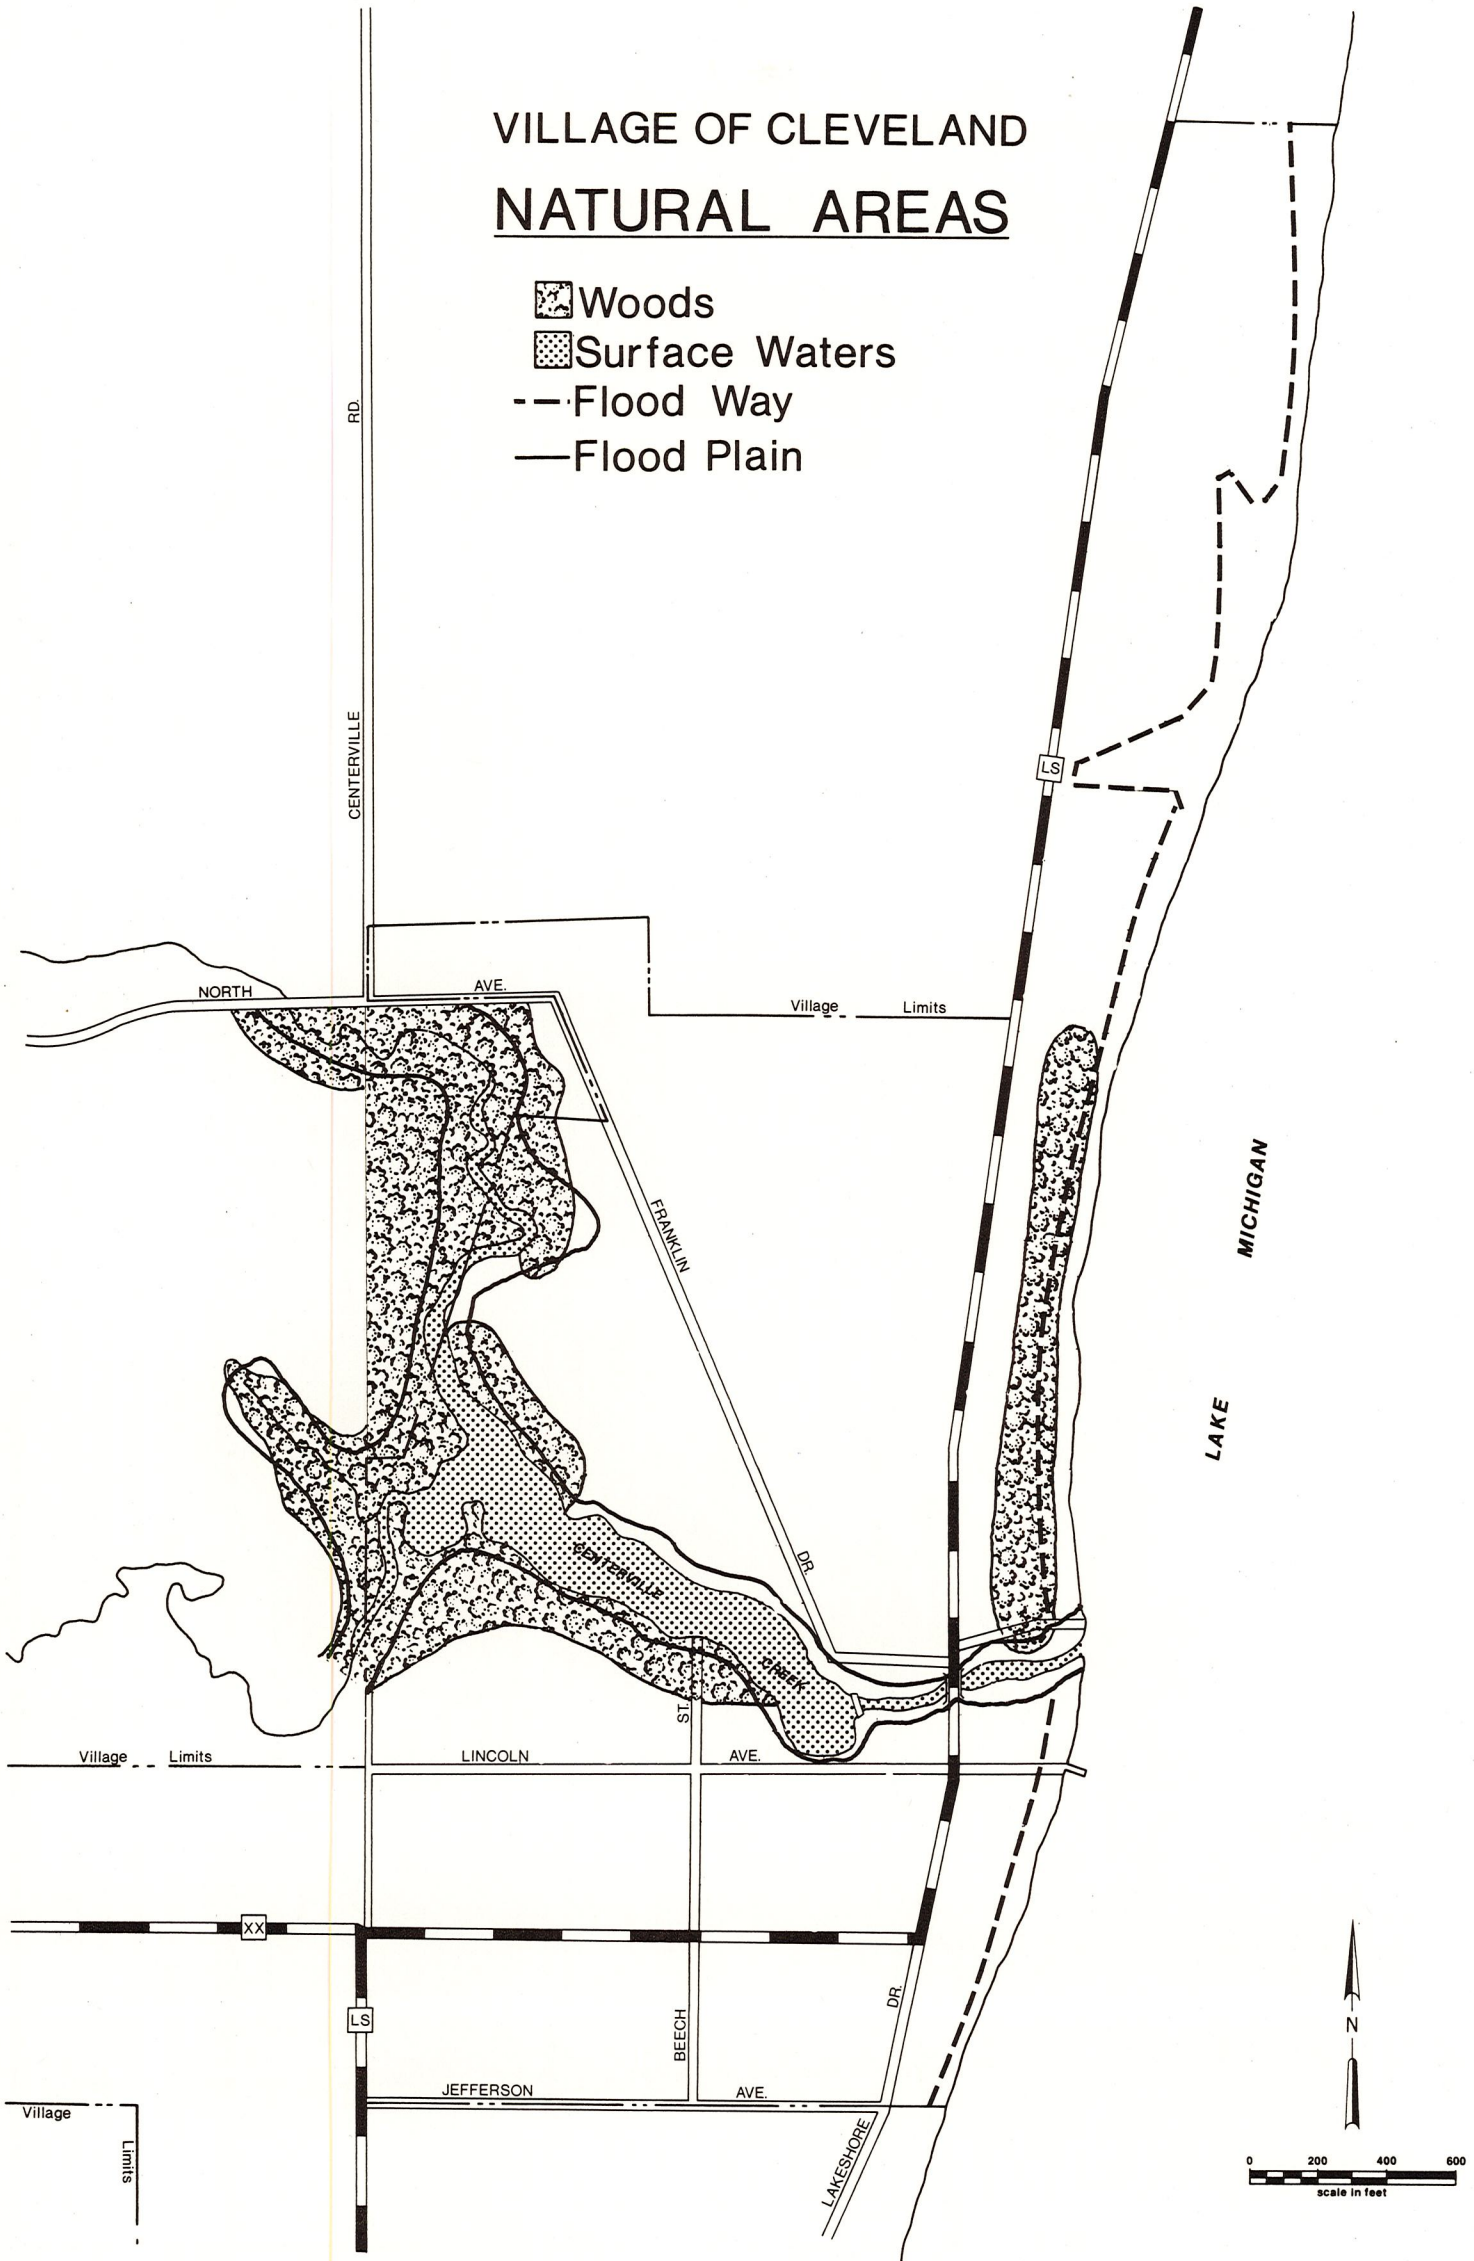 VILLAGE OF CLEVELAND
NATURAL AREAS
Woods
Surface Waters
Flood Way
Flood Plain
RD.
CENTERVILLE
LS
NORTH
AVE.
Village Limits
FRANKLIN
MICHIGAN
LAKE
DR.
CENTERVILLE
CREEK
ST.
Village Limits
LINCOLN
AVE.
XX
LS
BEECH
DR.
JEFFERSON
AVE.
Village
Limits
LAKESHORE
N
0 200 400 600
scale in feet